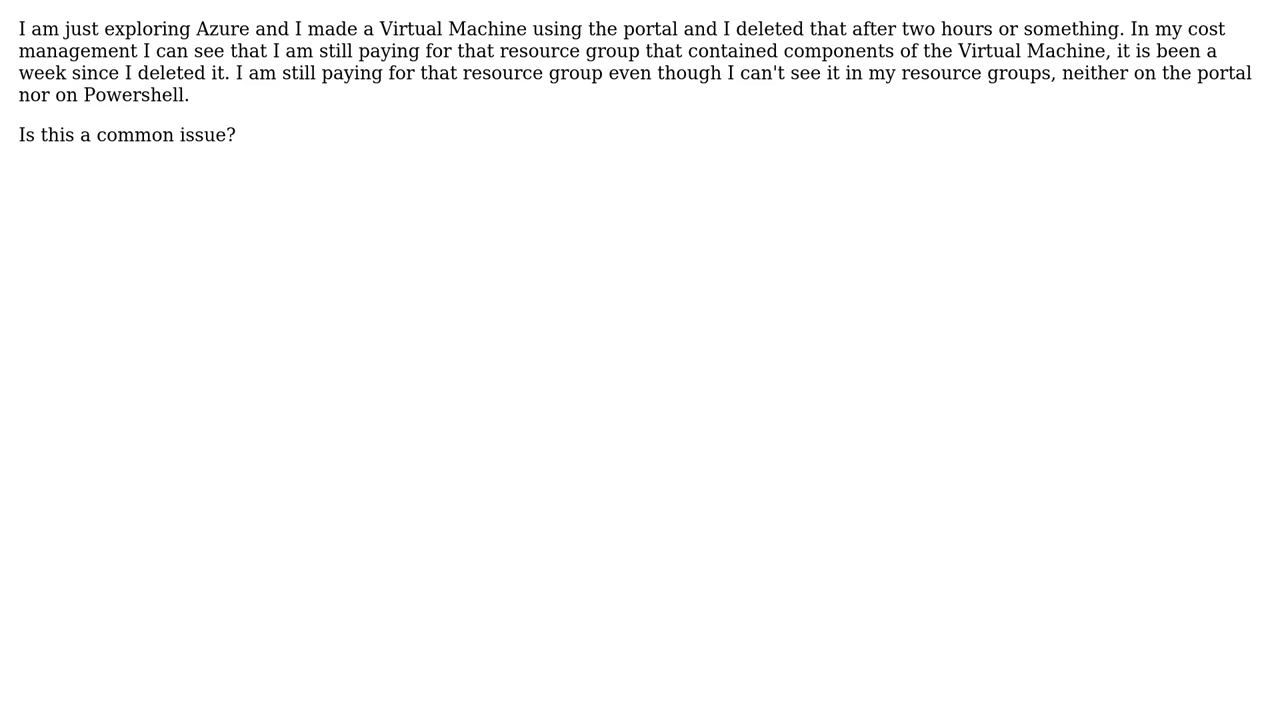 I am just exploring Azure and I made a Virtual Machine using the portal and I deleted that after two hours or something. In my cost
management I can see that I am still paying for that resource group that contained components of the Virtual Machine, it is been a
week since I deleted it. I am still paying for that resource group even though I can't see it in my resource groups, neither on the portal
nor on Powershell.
Is this a common issue?